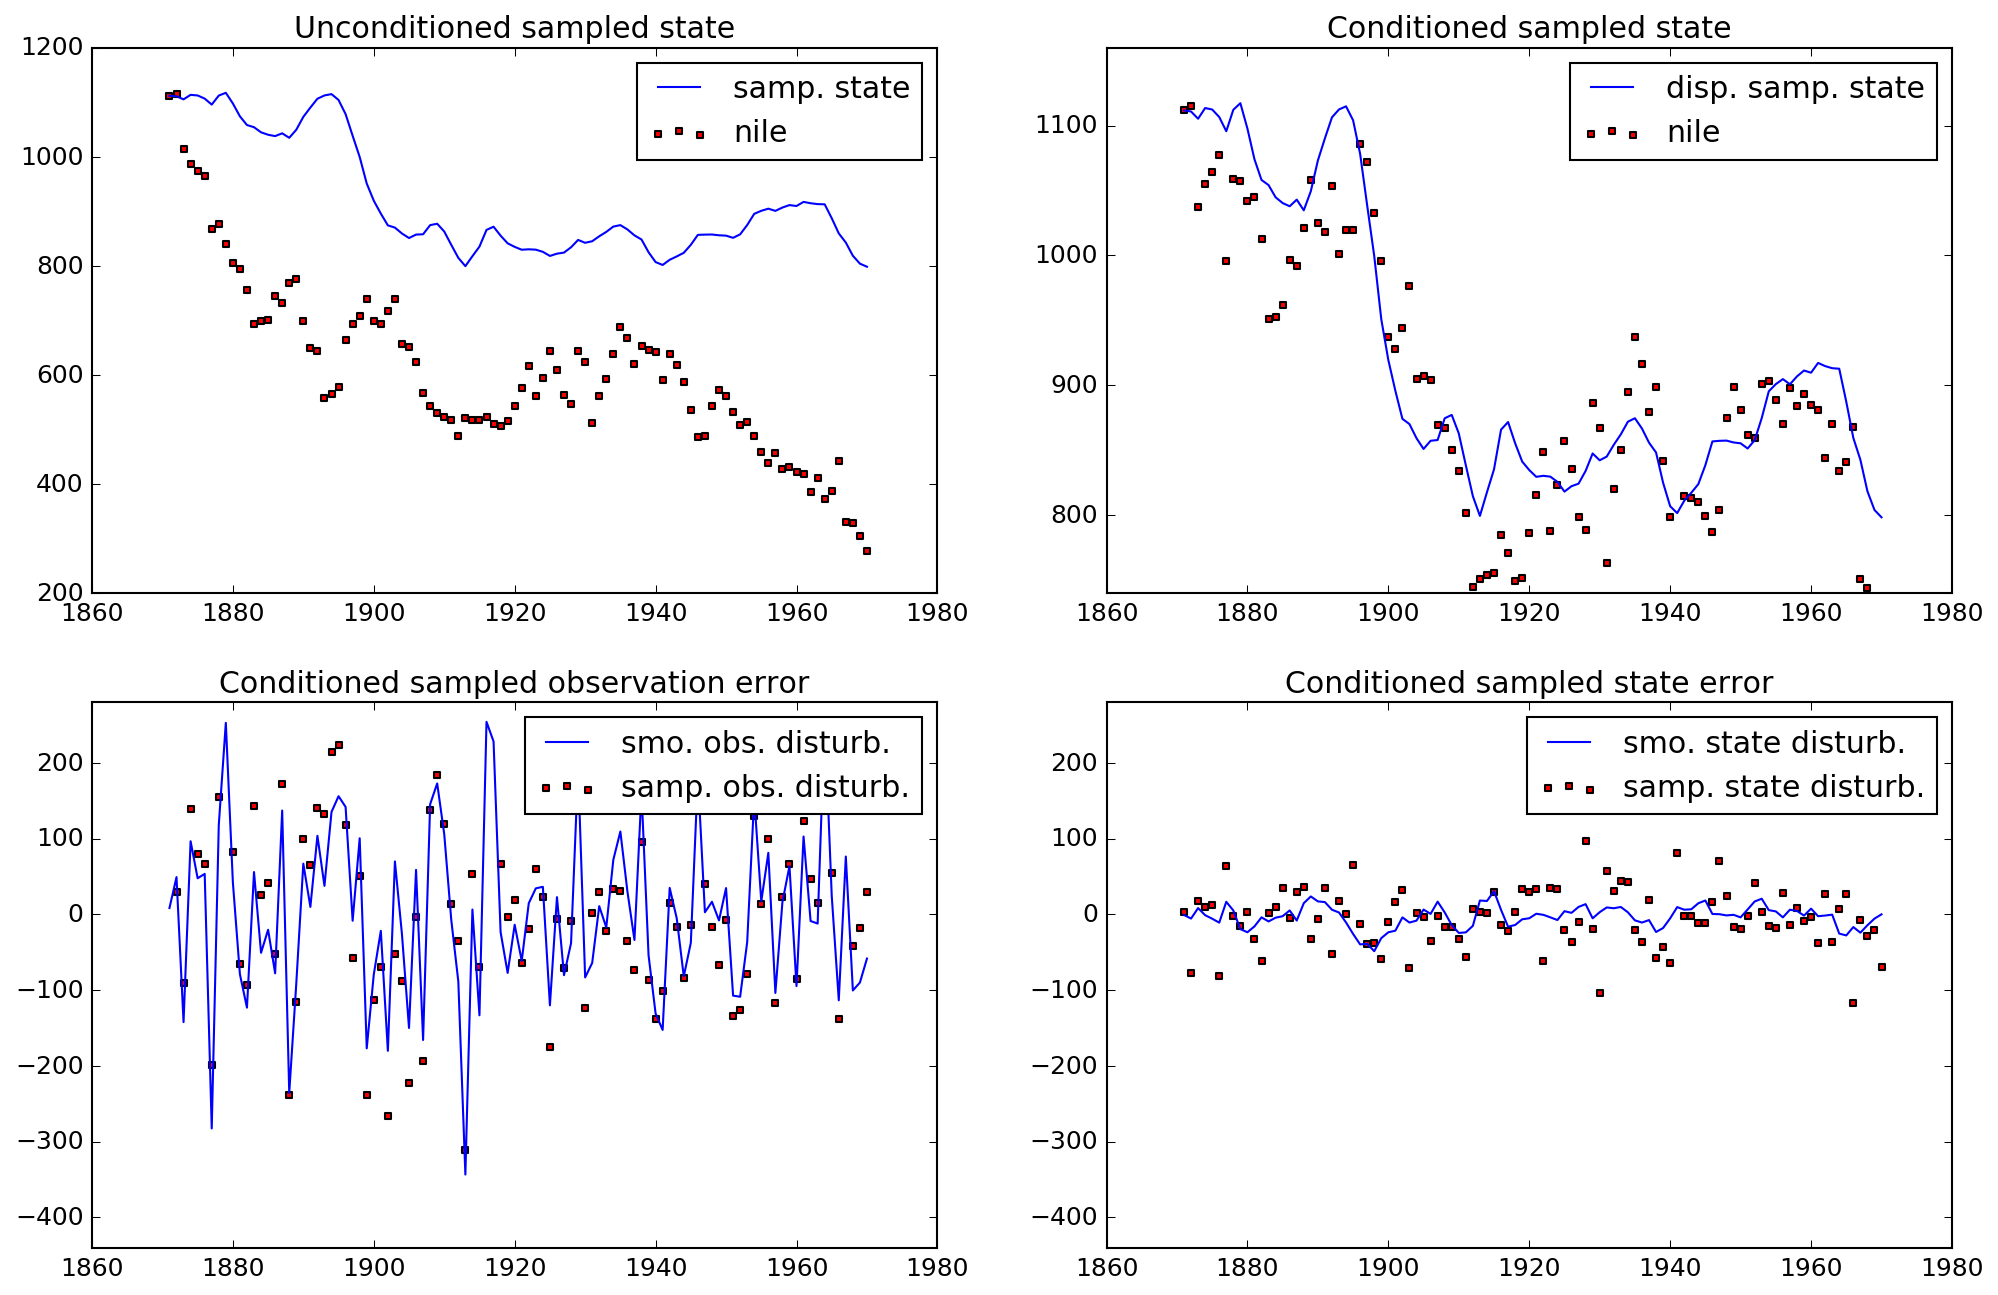 Unconditioned sampled state
1200
1000
800
600
400
200
1860 1880 1900 1920 1940 1960 1980
samp. state
nile
Conditioned sampled state
1100
1000
900
800
1860 1880 1900 1920 1940 1960 1980
disp. samp. state
nile
Conditioned sampled observation error
200
100
0
−100
−200
−300
−400
1860 1880 1900 1920 1940 1960 1980
smo. obs. disturb.
samp. obs. disturb.
Conditioned sampled state error
200
100
0
−100
−200
−300
−400
1860 1880 1900 1920 1940 1960 1980
smo. state disturb.
samp. state disturb.